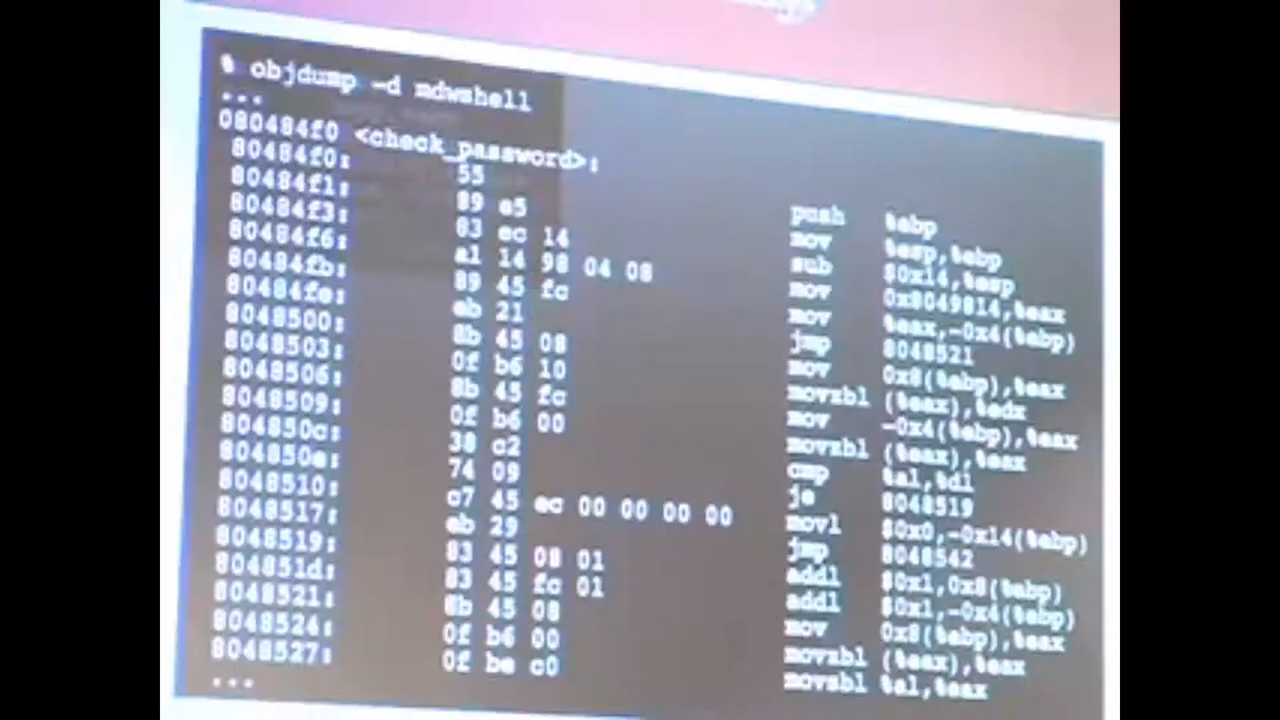 % objdump -d mdwshell
...
080484f0 <check_password>:
80484f0: 55 push %ebp
80484f1: 89 e5 mov %esp,%ebp
80484f3: 83 ec 14 sub $0x14,%esp
80484f6: a1 14 98 04 08 mov 0x8049814,%eax
80484fb: 89 45 fc mov %eax,-0x4(%ebp)
80484fe: eb 21 jmp 8048521
8048500: 8b 45 08 mov 0x8(%ebp),%eax
8048503: 0f b6 10 movzbl (%eax),%edx
8048506: 8b 45 fc mov -0x4(%ebp),%eax
8048509: 0f b6 00 movzbl (%eax),%eax
804850c: 38 c2 cmp %al,%dl
804850e: 74 09 je 8048519
8048510: c7 45 ec 00 00 00 00 movl $0x0,-0x14(%ebp)
8048517: eb 29 jmp 8048542
8048519: 83 45 08 01 addl $0x1,0x8(%ebp)
804851d: 83 45 fc 01 addl $0x1,-0x4(%ebp)
8048521: 8b 45 08 mov 0x8(%ebp),%eax
8048524: 0f b6 00 movzbl (%eax),%eax
8048527: 0f be c0 movsbl %al,%eax
...